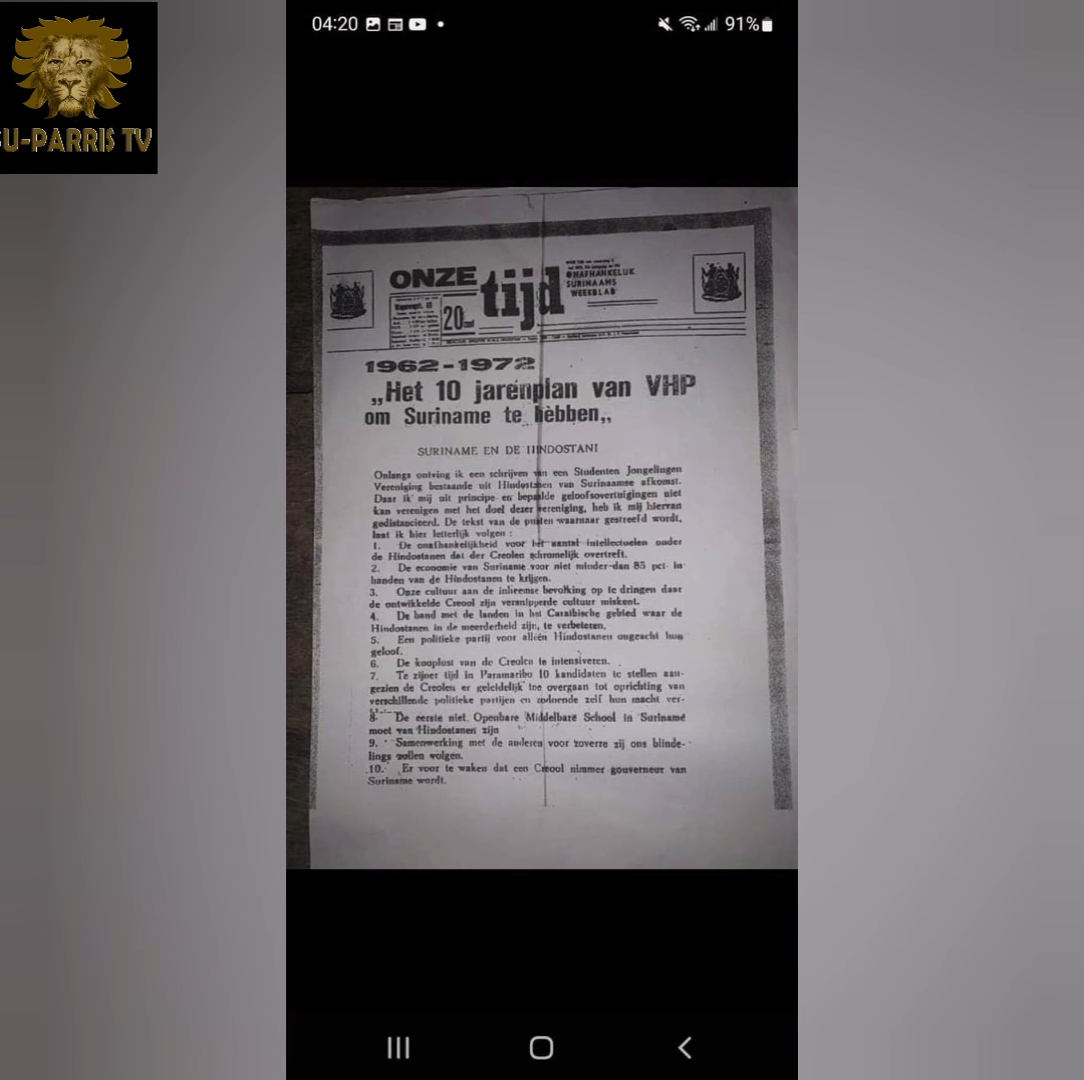 04:20
91%
SU-PARRIS TV
ONZE
tijd
ONAFHANKELIJK
SURINAAMS
WEEKBLAD
20
1962-1972
„Het 10 jarenplan van VHP
om Suriname te hebben„
SURINAME EN DE HINDOSTANI
Onlangs ontving ik een schrijven van een Studenten Jongelingen
Vereniging bestaande uit Hindostanen van Surinaamse afkomst.
Daar ik mij uit principe en bepaalde geloofsovertuigingen niet
kan verenigen met het doel dezer vereniging, heb ik mij hiervan
gedistancieerd. De tekst van de punten waarnaar gestreefd wordt,
laat ik hier letterlijk volgen :
1. De onafhankelijkheid voor het aantal intellectuelen onder
de Hindostanen dat der Creolen schromelijk overtreft.
2. De economie van Suriname voor niet minder dan 85 pct. in
handen van de Hindostanen te krijgen.
3. Onze cultuur aan de inheemse bevolking op te dringen daar
de ontwikkelde Creool zijn versnipperde cultuur miskent.
4. De band met de landen in het Caraïbische gebied waar de
Hindostanen in de meerderheid zijn, te verbeteren.
5. Een politieke partij voor alléén Hindostanen ongeacht hun
geloof.
6. De kooplust van de Creolen te intensiveren.
7. Te zijner tijd in Paramaribo 10 kandidaten te stellen aan-
gezien de Creolen er geleidelijk toe overgaan tot oprichting van
verschillende politieke partijen en zodoende zelf hun macht ver-
8. De eerste niet Openbare Middelbare School in Suriname
moet van Hindostanen zijn
9. Samenwerking met de anderen voor zoverre zij ons blinde-
lings zullen volgen.
10. Er voor te waken dat een Creool nimmer gouverneur van
Suriname wordt.